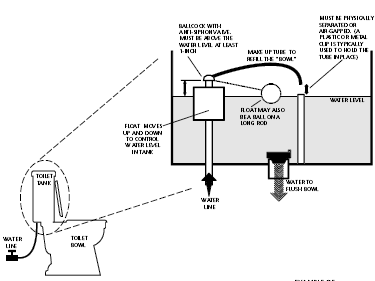 BALLCOCK WITH
ANTI-SIPHON VALVE.
MUST BE ABOVE THE
WATER LEVEL AT LEAST
1-INCH
MAKE UP TUBE TO
REFILL THE "BOWL"
MUST BE PHYSICALLY
SEPARATED OR
AIR-GAPPED. (A
PLASTIC OR METAL
CLIP IS TYPICALLY
USED TO HOLD THE
TUBE IN PLACE)
WATER LEVEL
FLOAT MAY ALSO
BE A BALL ON A
LONG ROD
FLOAT MOVES
UP AND DOWN
TO CONTROL
WATER LEVEL
IN TANK
WATER TO
FLUSH BOWL
WATER
LINE
TOILET
TANK
WATER
LINE
TOILET
BOWL